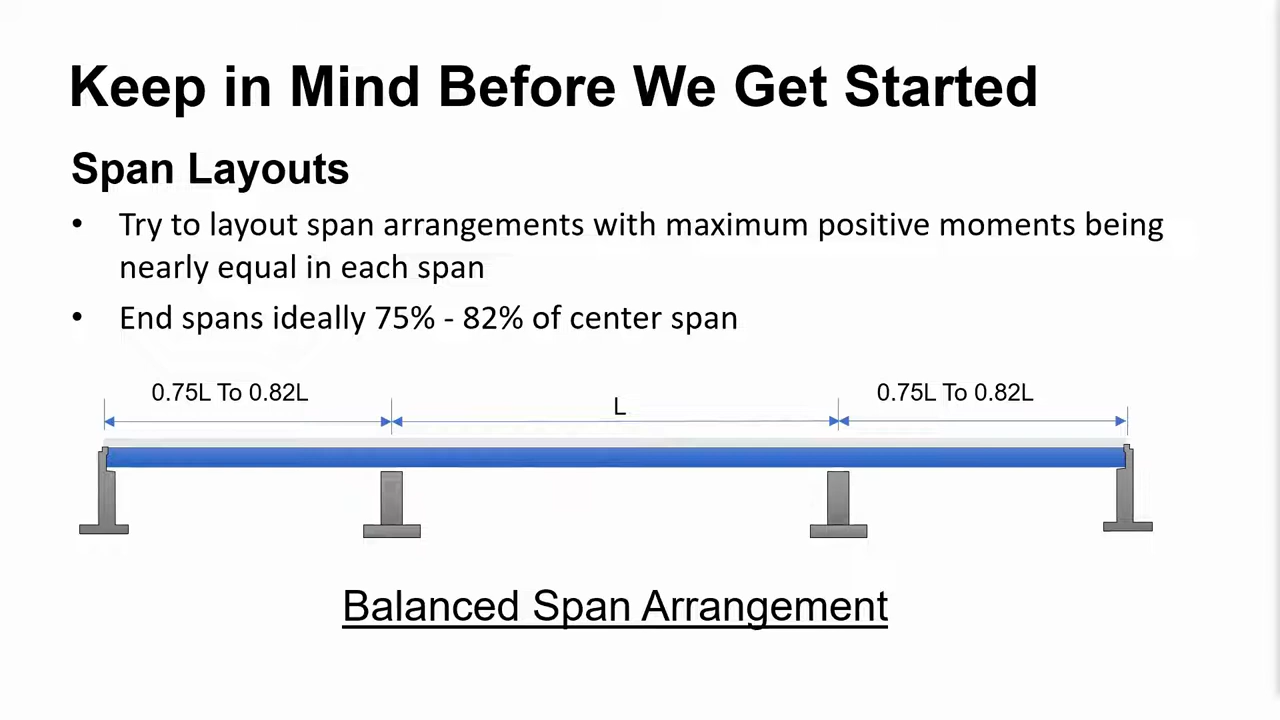 Keep in Mind Before We Get Started
Span Layouts
• Try to layout span arrangements with maximum positive moments being
nearly equal in each span
• End spans ideally 75% - 82% of center span
0.75L To 0.82L
L
0.75L To 0.82L
Balanced Span Arrangement